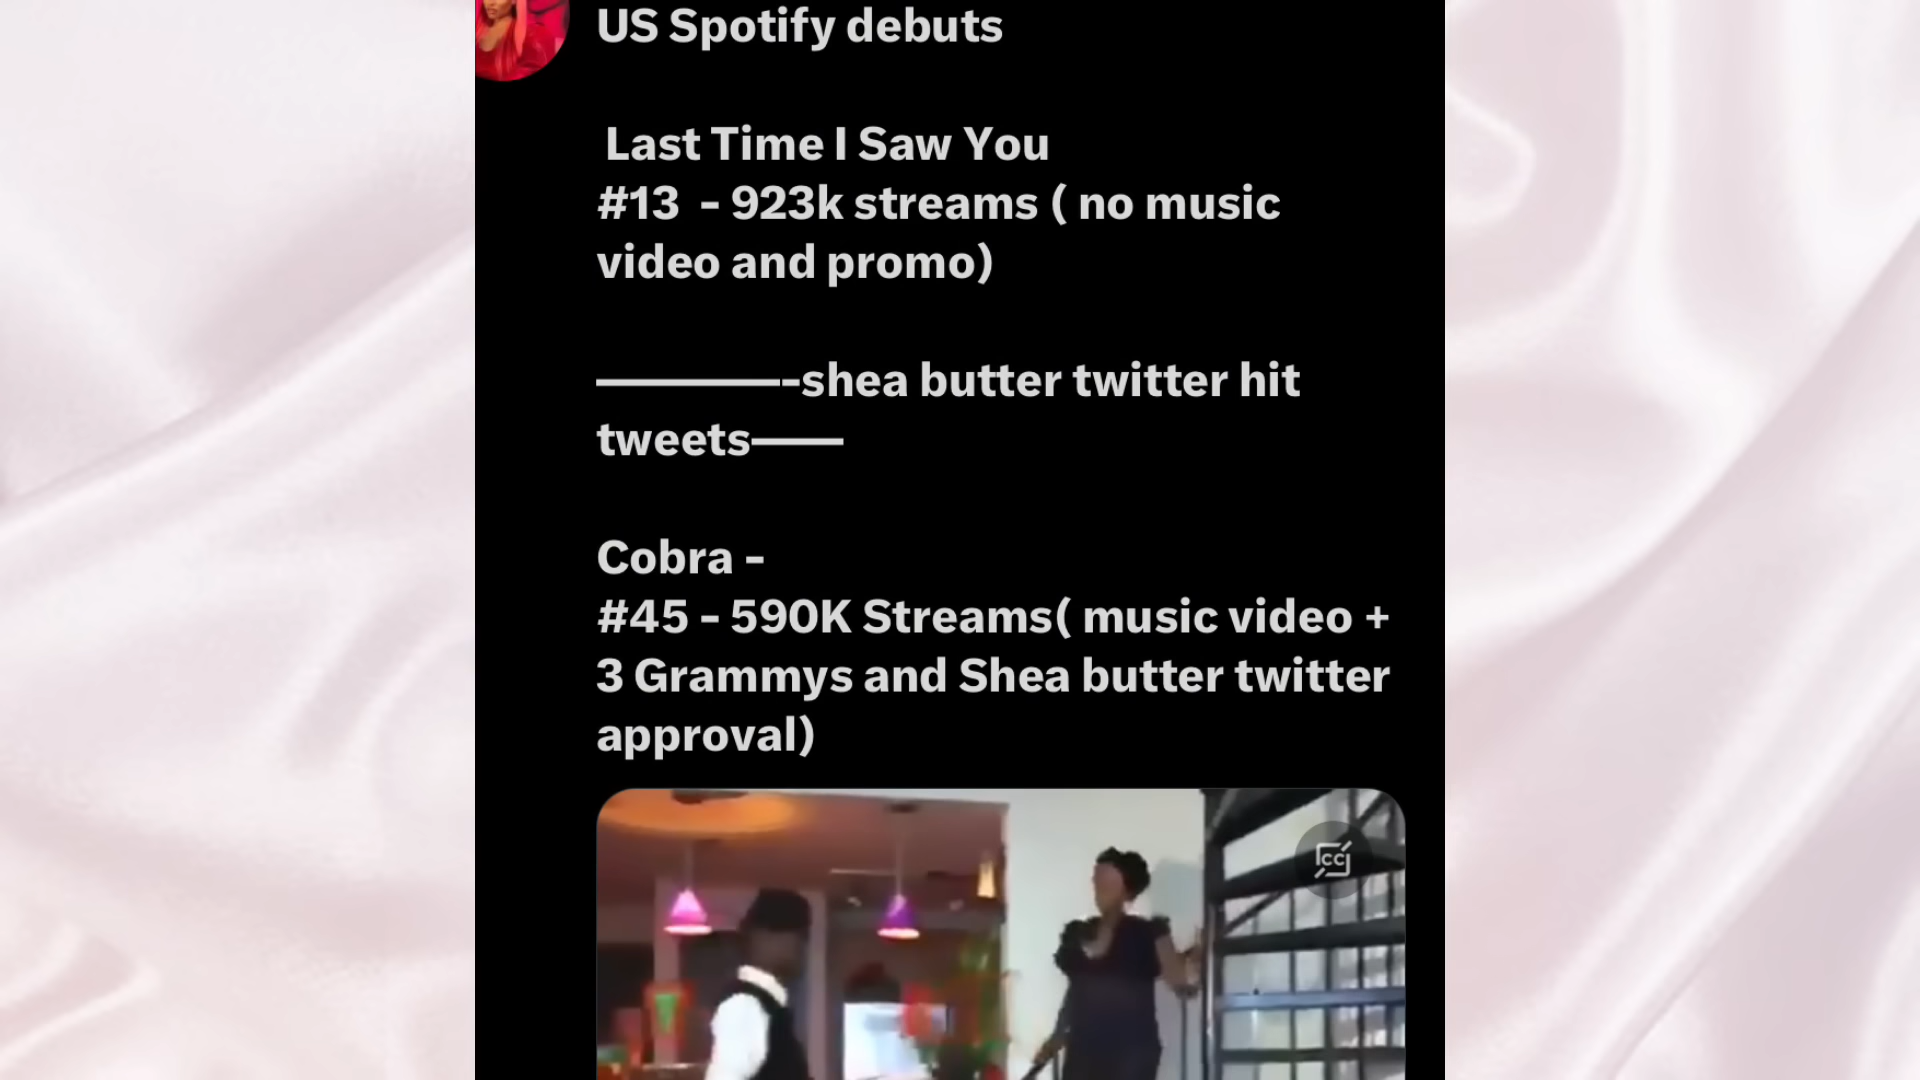 US Spotify debuts
Last Time I Saw You
#13 - 923k streams ( no music
video and promo)
————-shea butter twitter hit
tweets——
Cobra -
#45 - 590K Streams( music video +
3 Grammys and Shea butter twitter
approval)
CC